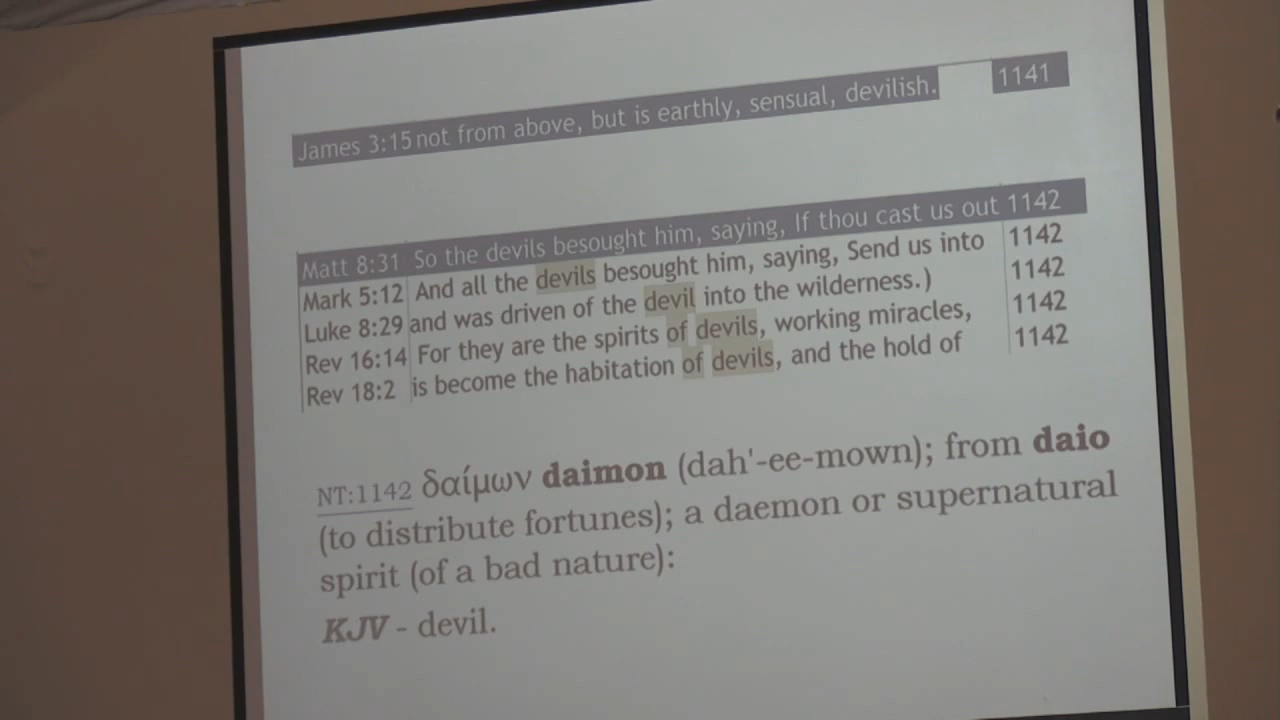 James 3:15 not from above, but is earthly, sensual, devilish. 1141
Matt 8:31 So the devils besought him, saying, If thou cast us out 1142
Mark 5:12 And all the devils besought him, saying, Send us into 1142
Luke 8:29 and was driven of the devil into the wilderness.) 1142
Rev 16:14 For they are the spirits of devils, working miracles, 1142
Rev 18:2 is become the habitation of devils, and the hold of 1142
NT:1142 δαίμων daimon (dah'-ee-mown); from daio
(to distribute fortunes); a daemon or supernatural
spirit (of a bad nature):
KJV - devil.